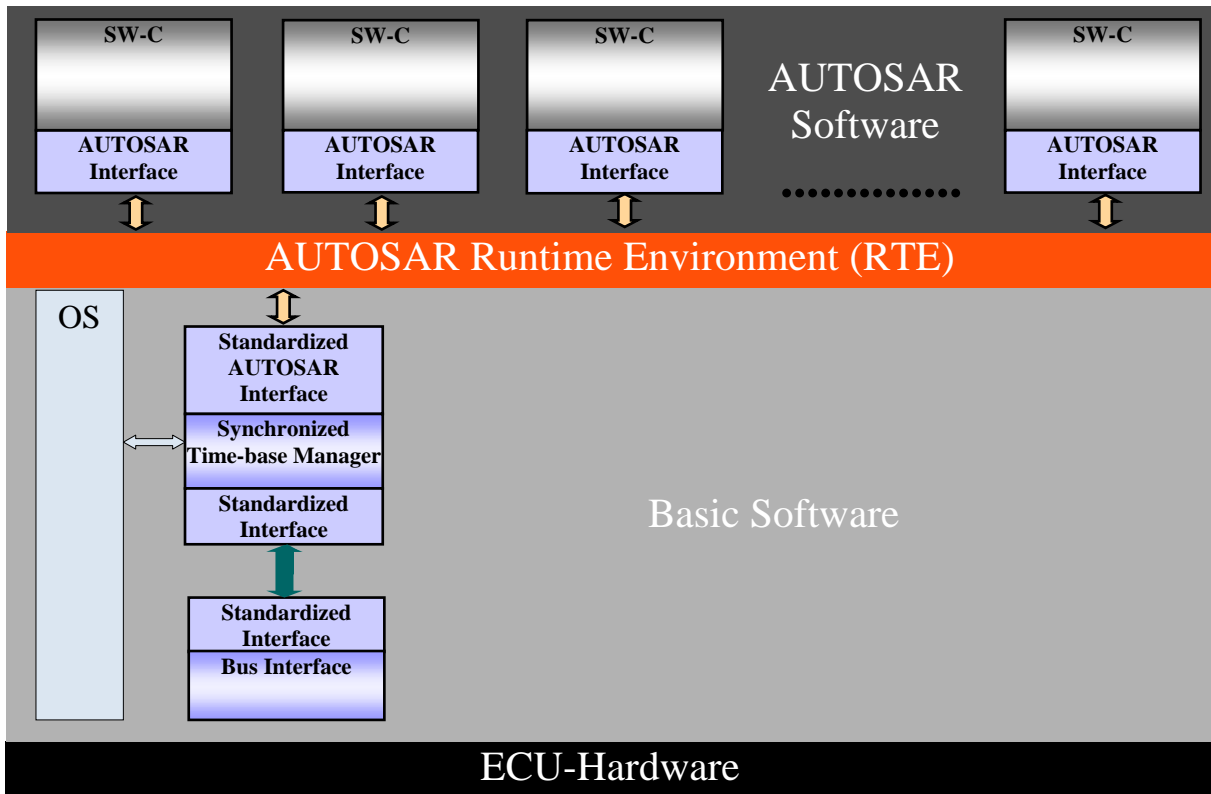 SW-C
SW-C
SW-C
SW-C
AUTOSAR
Software
AUTOSAR
Interface
AUTOSAR
Interface
AUTOSAR
Interface
AUTOSAR
Interface
AUTOSAR Runtime Environment (RTE)
OS
Standardized
AUTOSAR
Interface
Synchronized
Time-base Manager
Standardized
Interface
Basic Software
Standardized
Interface
Bus Interface
ECU-Hardware